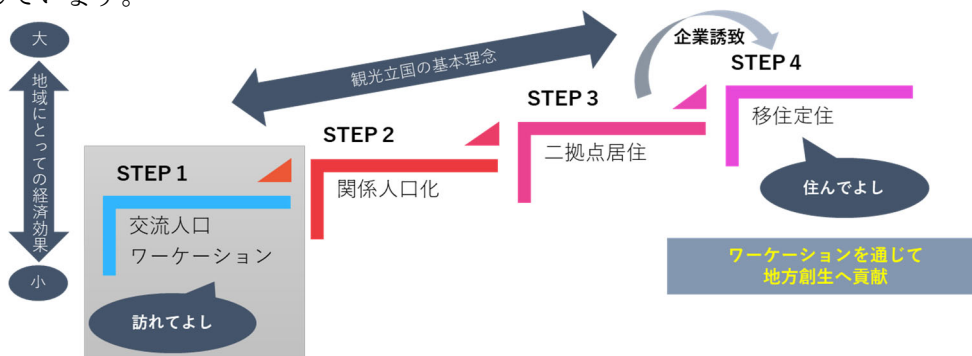 っています。
大
地域にとっての経済効果
小
観光立国の基本理念
企業誘致
STEP 1
交流人口
ワーケーション
訪れてよし
STEP 2
関係人口化
STEP 3
二拠点居住
STEP 4
移住定住
住んでよし
ワーケーションを通じて
地方創生へ貢献